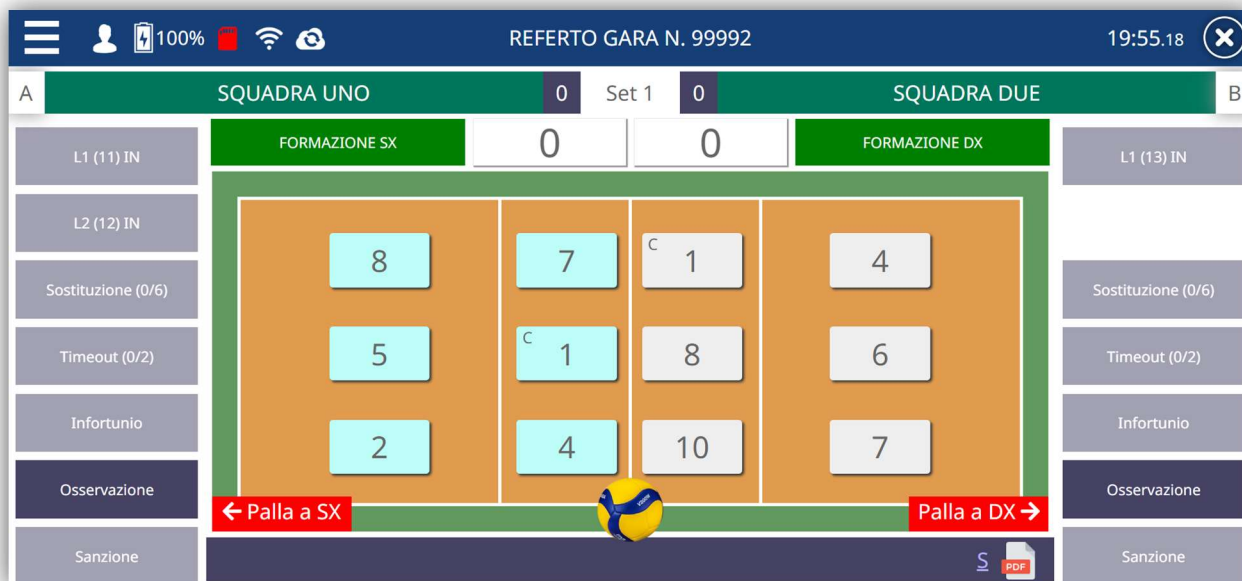 100%
REFERTO GARA N. 99992
19:55.18
A
SQUADRA UNO
0
Set 1
0
SQUADRA DUE
B
L1 (11) IN
FORMAZIONE SX
0
0
FORMAZIONE DX
L1 (13) IN
L2 (12) IN
8
7
C
1
4
Sostituzione (0/6)
Sostituzione (0/6)
Timeout (0/2)
5
C
1
8
6
Timeout (0/2)
Infortunio
2
4
10
7
Infortunio
Osservazione
← Palla a SX
Palla a DX →
Osservazione
Sanzione
S
PDF
Sanzione